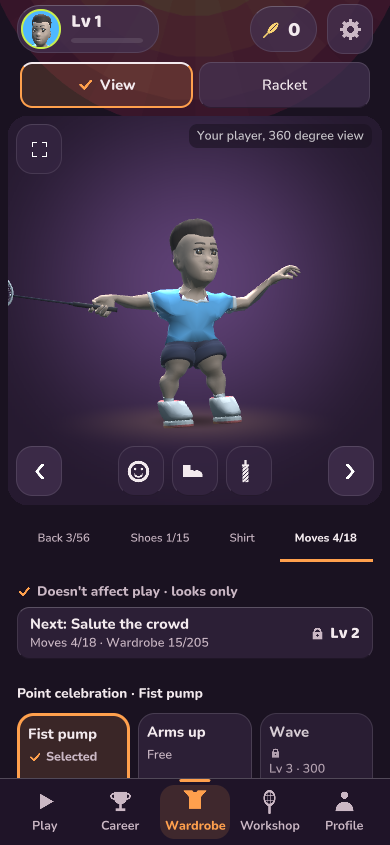 Lv 1
0
View
Racket
Your player, 360 degree view
Back 3/56
Shoes 1/15
Shirt
Moves 4/18
Doesn't affect play · looks only
Next: Salute the crowd
Moves 4/18 · Wardrobe 15/205
Lv 2
Point celebration · Fist pump
Fist pump
Selected
Arms up
Free
Wave
Lv 3 · 300
Play
Career
Wardrobe
Workshop
Profile